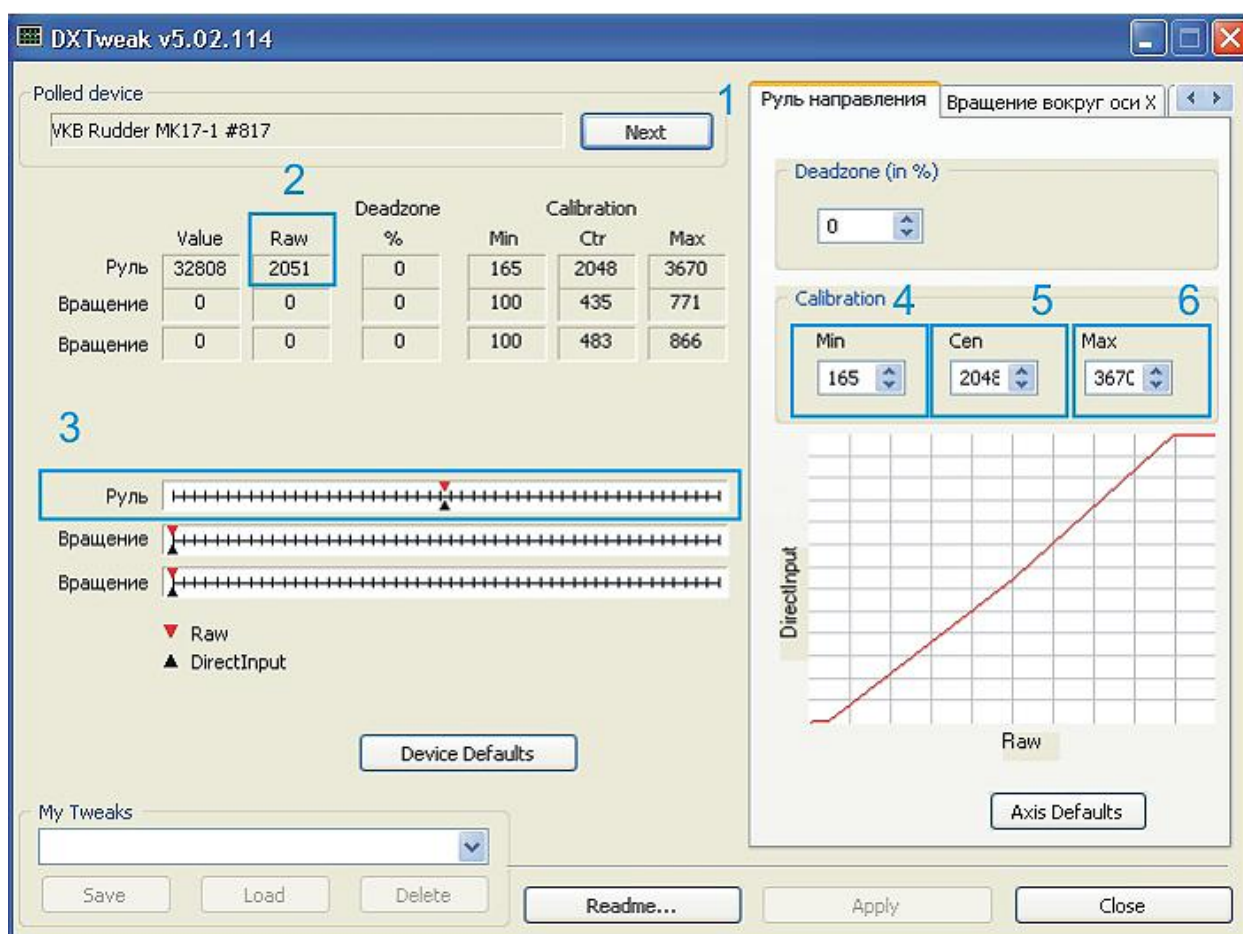 DXTweak v5.02.114
Polled device
1
VKB Rudder MK17-1 #817
Next
2
Deadzone Calibration
Value Raw % Min Ctr Max
Руль 32808 2051 0 165 2048 3670
Вращение 0 0 0 100 435 771
Вращение 0 0 0 100 483 866
3
Руль
Вращение
Вращение
Raw
DirectInput
Device Defaults
My Tweaks
Save Load Delete
Руль направления Вращение вокруг оси X
Deadzone (in %)
0
Calibration 4 5 6
Min Cen Max
165 2048 3670
DirectInput
Raw
Axis Defaults
Readme... Apply Close